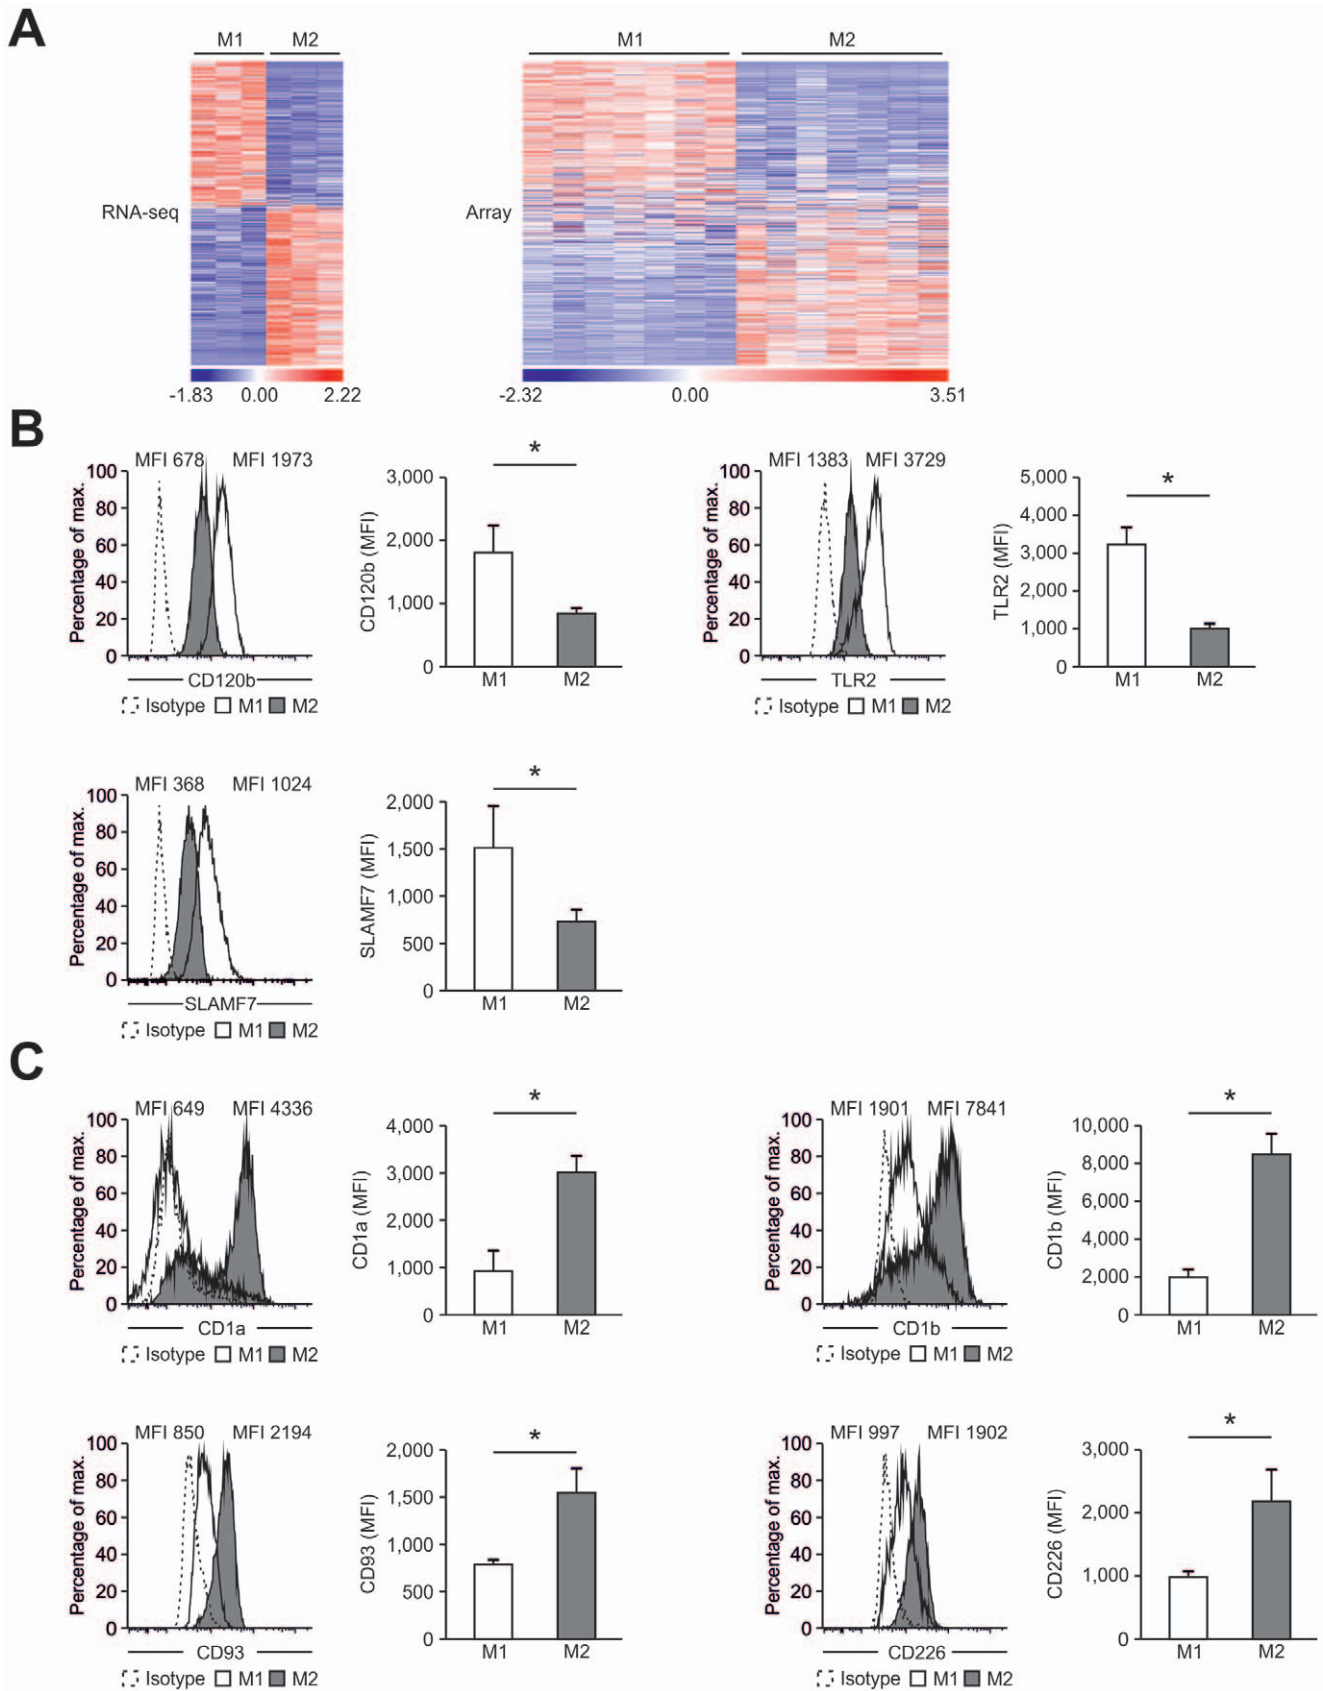 A
M1 M2
RNA-seq
-1.83 0.00 2.22
M1 M2
Array
-2.32 0.00 3.51
B
MFI 678 MFI 1973
Percentage of max.
100
80
60
40
20
0
CD120b
Isotype M1 M2
*
CD120b (MFI)
3,000
2,000
1,000
0
M1 M2
MFI 1383 MFI 3729
Percentage of max.
100
80
60
40
20
0
TLR2
Isotype M1 M2
*
TLR2 (MFI)
5,000
4,000
3,000
2,000
1,000
0
M1 M2
MFI 368 MFI 1024
Percentage of max.
100
80
60
40
20
0
SLAMF7
Isotype M1 M2
*
SLAMF7 (MFI)
2,000
1,500
1,000
500
0
M1 M2
C
MFI 649 MFI 4336
Percentage of max.
100
80
60
40
20
0
CD1a
Isotype M1 M2
*
CD1a (MFI)
4,000
3,000
2,000
1,000
0
M1 M2
MFI 1901 MFI 7841
Percentage of max.
100
80
60
40
20
0
CD1b
Isotype M1 M2
*
CD1b (MFI)
10,000
8,000
6,000
4,000
2,000
0
M1 M2
MFI 850 MFI 2194
Percentage of max.
100
80
60
40
20
0
CD93
Isotype M1 M2
*
CD93 (MFI)
2,000
1,500
1,000
500
0
M1 M2
MFI 997 MFI 1902
Percentage of max.
100
80
60
40
20
0
CD226
Isotype M1 M2
*
CD226 (MFI)
3,000
2,000
1,000
0
M1 M2